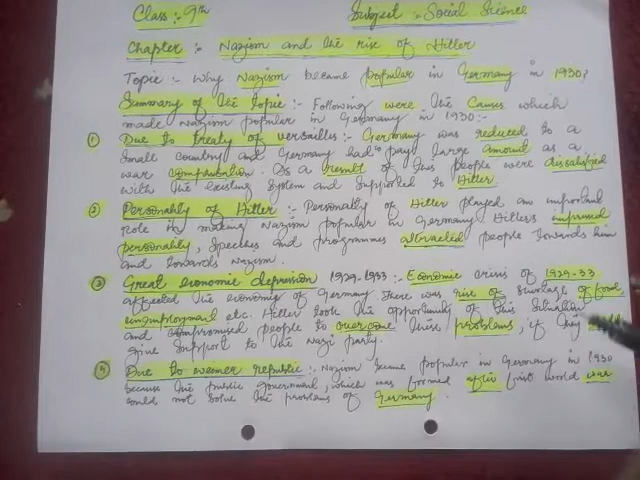 Class :- 9th Subject :- Social Science
Chapter :- Nazism and the rise of Hitler
Topic :- Why Nazism became popular in Germany in 1930?
Summary of the topic :- Following were the causes which
made Nazism popular in Germany in 1930 :-
① Due to treaty of versailles :- Germany was reduced to a
small country and Germany had to pay large amount as a
war. As a result of this people were dissatisfied
with the existing system and supported to Hitler
② Personality of Hitler :- Personality of Hitler played an important
role in making Nazism popular in Germany Hitlers
personality, speeches and programmes attracted people towards him
and towards Nazism.
③ Great economic depression 1929-1933 :- Economic crisis of 1929-33
affected the economy of Germany there was rise of shortage of food
unemployment etc. Hitler took the opportunity of this situation
and people to overcome these problems, if they
give support to the Nazi party.
④ Due to weimer republic :- Nazism became popular in Germany in 1930
because the public government, which was formed after first world war
could not solve the problems of Germany.